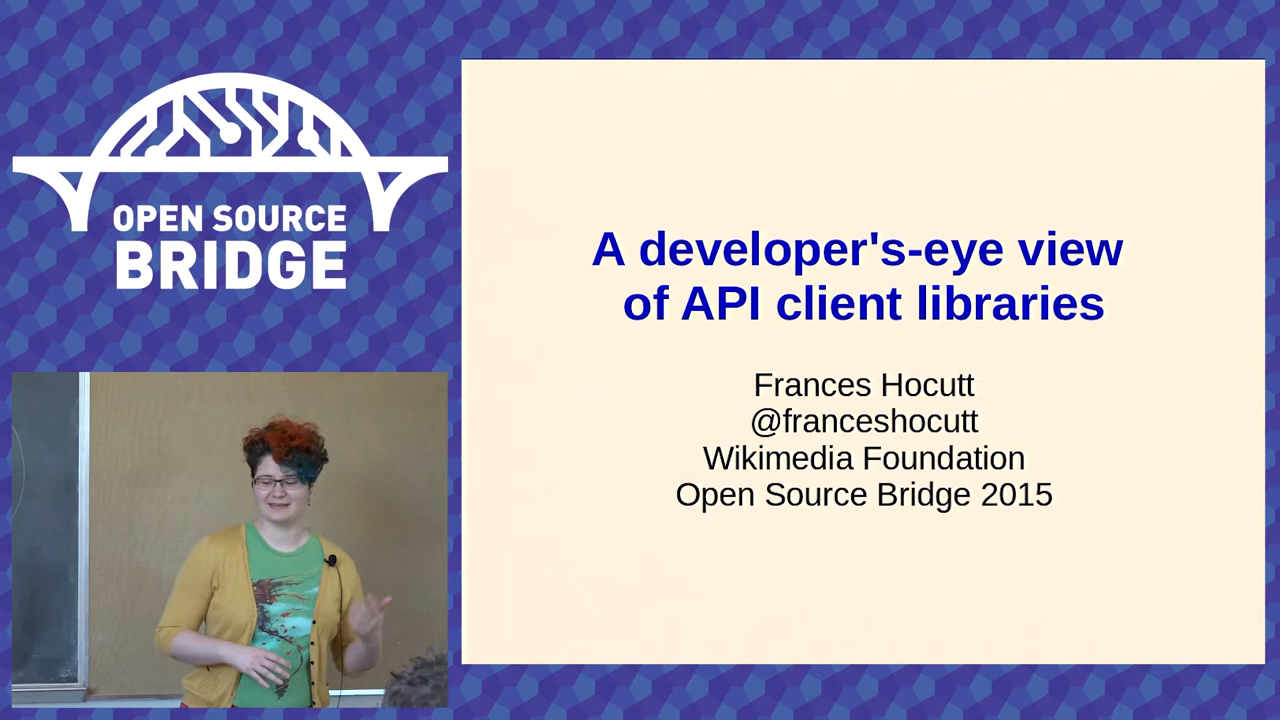 OPEN SOURCE
BRIDGE
A developer's-eye view
of API client libraries
Frances Hocutt
@franceshocutt
Wikimedia Foundation
Open Source Bridge 2015